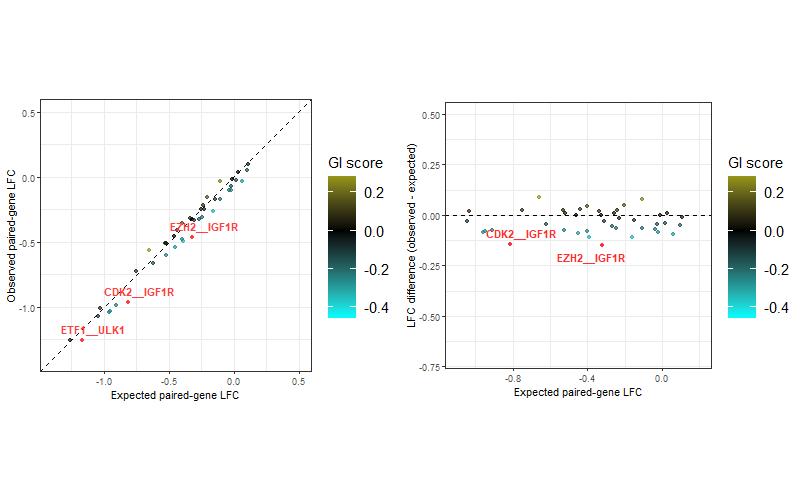 GI score
0.2
0.0
-0.2
-0.4
Observed paired-gene LFC
0.5
0.0
-0.5
-1.0
EZH2__IGF1R
CDK2__IGF1R
ETF1__ULK1
-1.0
-0.5
0.0
0.5
Expected paired-gene LFC
GI score
0.2
0.0
-0.2
-0.4
LFC difference (observed - expected)
0.50
0.25
0.00
-0.25
-0.50
-0.75
CDK2__IGF1R
EZH2__IGF1R
-0.8
-0.4
0.0
Expected paired-gene LFC